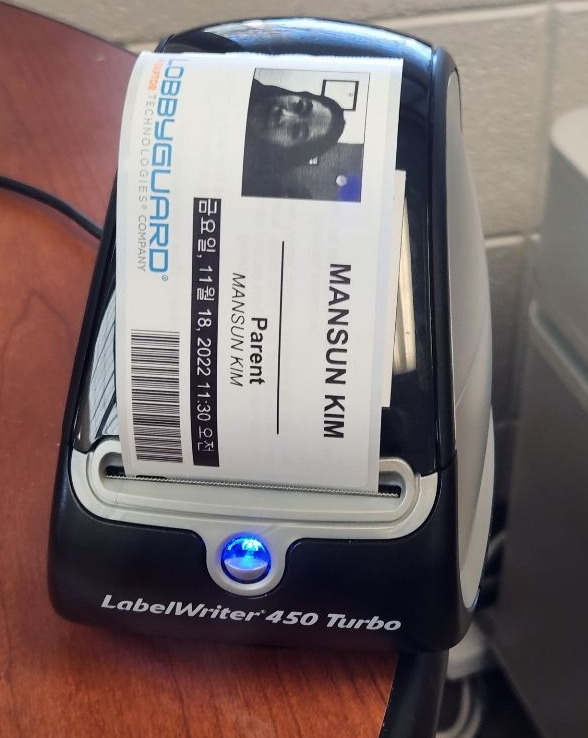 LOBBYGUARD®
RAPTOR TECHNOLOGIES® COMPANY
MANSUN KIM
Parent
MANSUN KIM
금요일, 11월 18, 2022 11:30 오전
LabelWriter® 450 Turbo